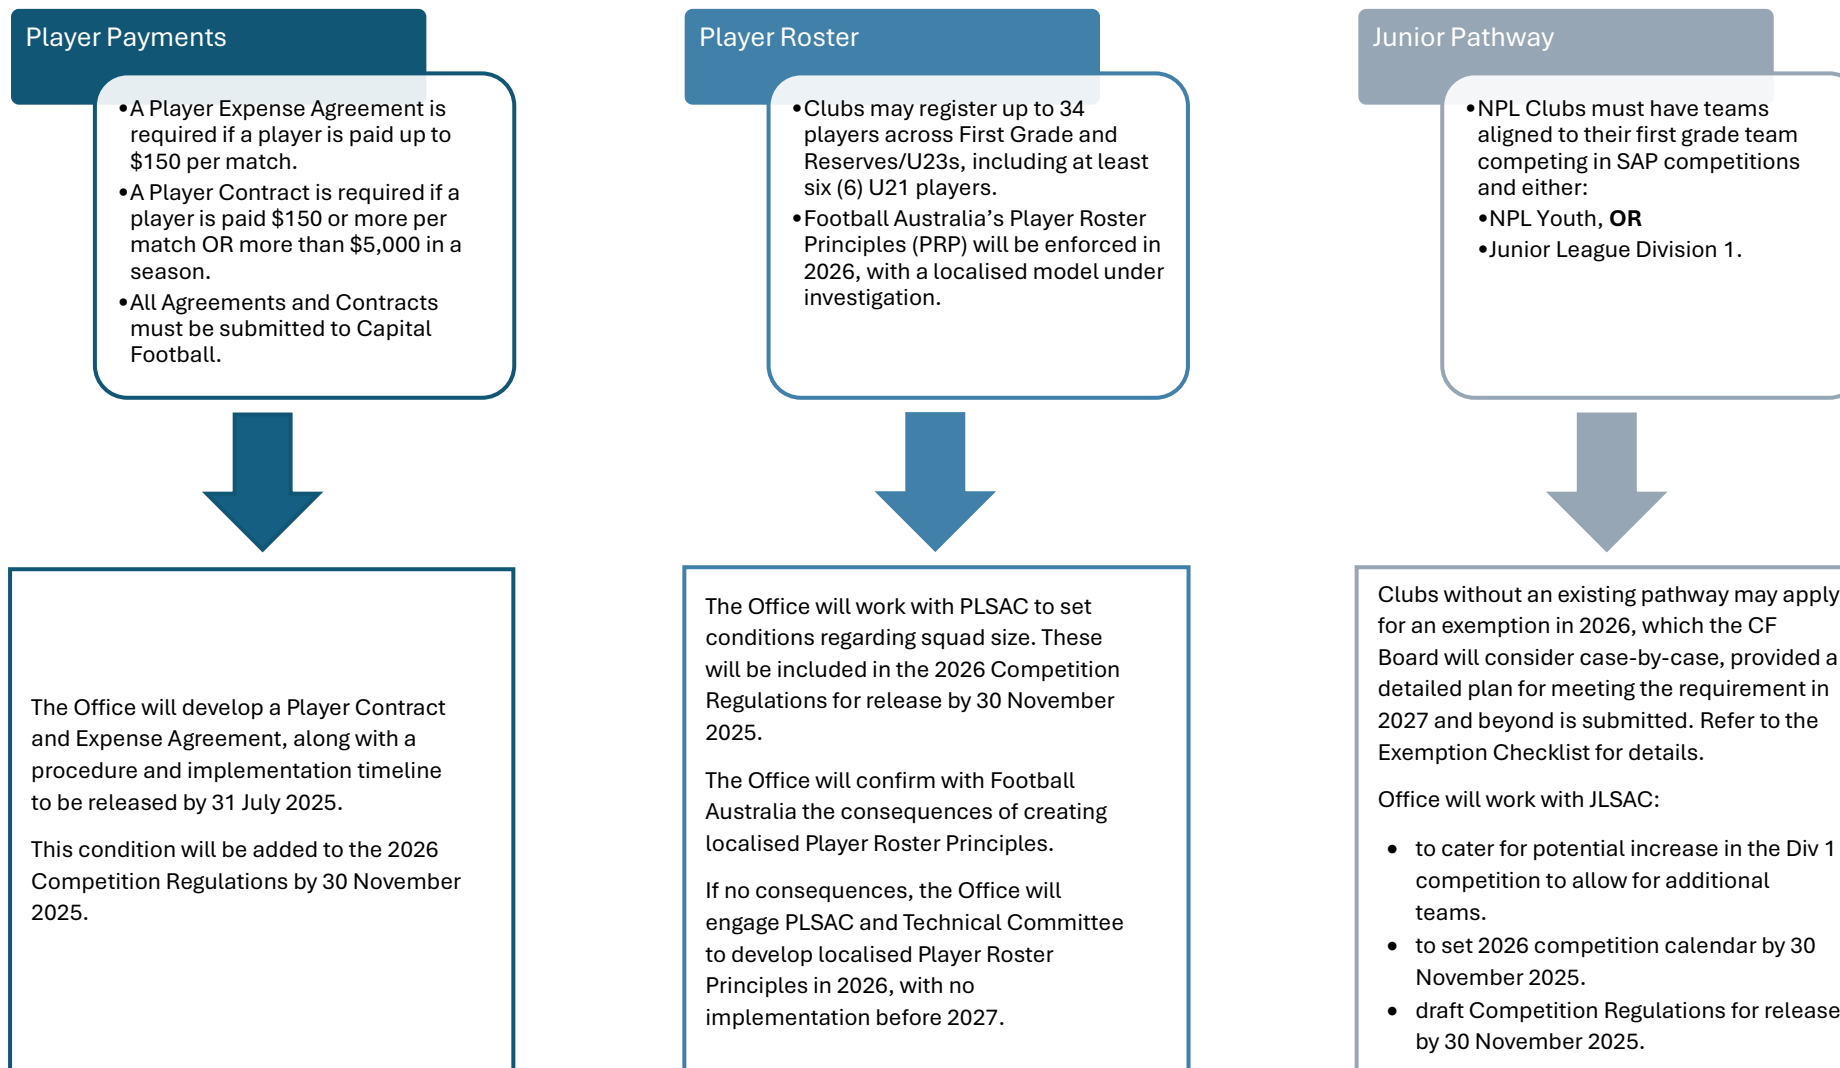 Player Payments
•A Player Expense Agreement is
required if a player is paid up to
$150 per match.
•A Player Contract is required if a
player is paid $150 or more per
match OR more than $5,000 in a
season.
•All Agreements and Contracts
must be submitted to Capital
Football.
The Office will develop a Player Contract
and Expense Agreement, along with a
procedure and implementation timeline
to be released by 31 July 2025.
This condition will be added to the 2026
Competition Regulations by 30 November
2025.
Player Roster
•Clubs may register up to 34
players across First Grade and
Reserves/U23s, including at least
six (6) U21 players.
•Football Australia’s Player Roster
Principles (PRP) will be enforced in
2026, with a localised model under
investigation.
The Office will work with PLSAC to set
conditions regarding squad size. These
will be included in the 2026 Competition
Regulations for release by 30 November
2025.
The Office will confirm with Football
Australia the consequences of creating
localised Player Roster Principles.
If no consequences, the Office will
engage PLSAC and Technical Committee
to develop localised Player Roster
Principles in 2026, with no
implementation before 2027.
Junior Pathway
•NPL Clubs must have teams
aligned to their first grade team
competing in SAP competitions
and either:
•NPL Youth, OR
•Junior League Division 1.
Clubs without an existing pathway may apply
for an exemption in 2026, which the CF
Board will consider case-by-case, provided a
detailed plan for meeting the requirement in
2027 and beyond is submitted. Refer to the
Exemption Checklist for details.
Office will work with JLSAC:
• to cater for potential increase in the Div 1
competition to allow for additional
teams.
• to set 2026 competition calendar by 30
November 2025.
• draft Competition Regulations for release
by 30 November 2025.